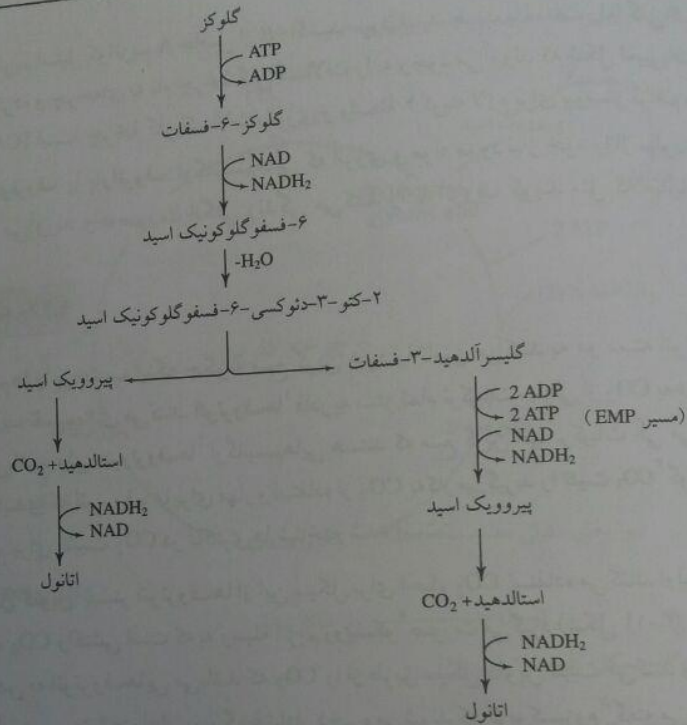 گلوکز
ATP
ADP
گلوکز-۶-فسفات
NAD
NADH₂
۶-فسفوگلوکونیک اسید
-H₂O
۲-کتو-۳-دئوکسی-۶-فسفوگلوکونیک اسید
گلیسرآلدهید-۳-فسفات
پیروویک اسید
2 ADP
2 ATP
(مسیر EMP)
NAD
NADH₂
استالدهید + CO₂
پیروویک اسید
NADH₂
NAD
اتانول
استالدهید + CO₂
NADH₂
NAD
اتانول